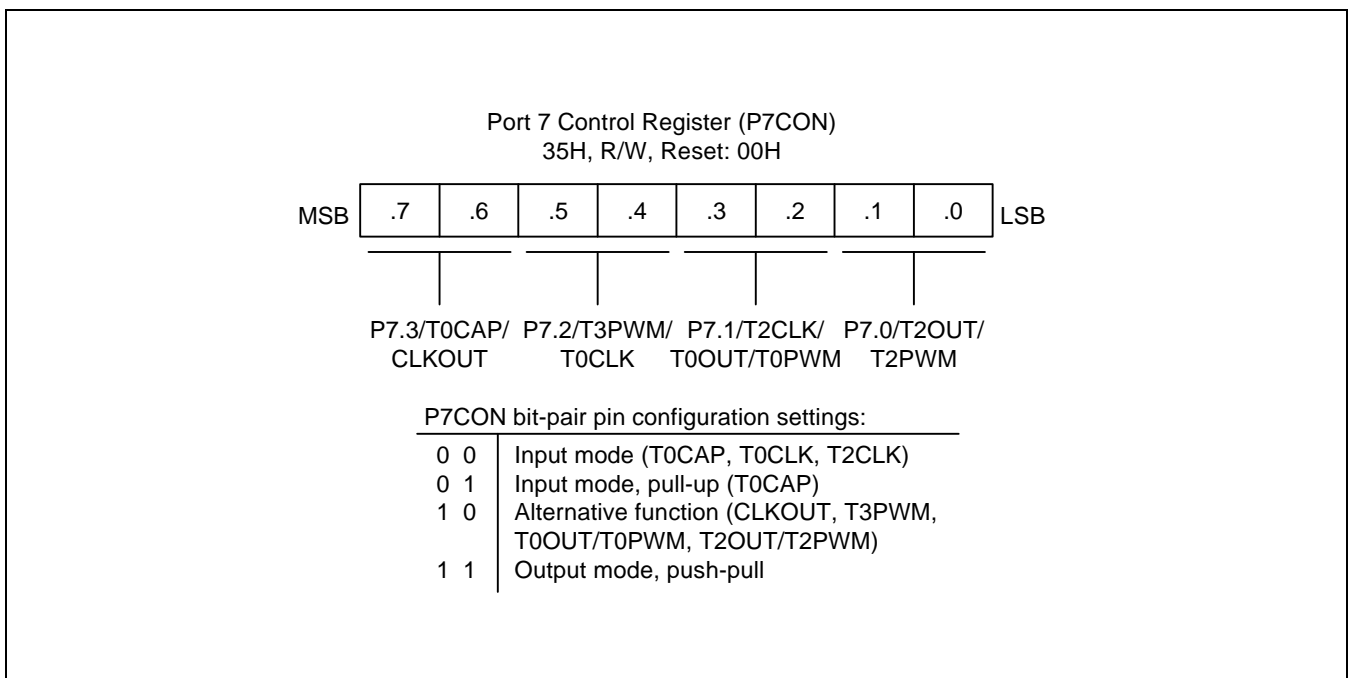 Port 7 Control Register (P7CON)
35H, R/W, Reset: 00H
MSB .7 .6 .5 .4 .3 .2 .1 .0 LSB
P7.3/T0CAP/ P7.2/T3PWM/ P7.1/T2CLK/ P7.0/T2OUT/
CLKOUT T0CLK T0OUT/T0PWM T2PWM
P7CON bit-pair pin configuration settings:
0 0 Input mode (T0CAP, T0CLK, T2CLK)
0 1 Input mode, pull-up (T0CAP)
1 0 Alternative function (CLKOUT, T3PWM,
T0OUT/T0PWM, T2OUT/T2PWM)
1 1 Output mode, push-pull